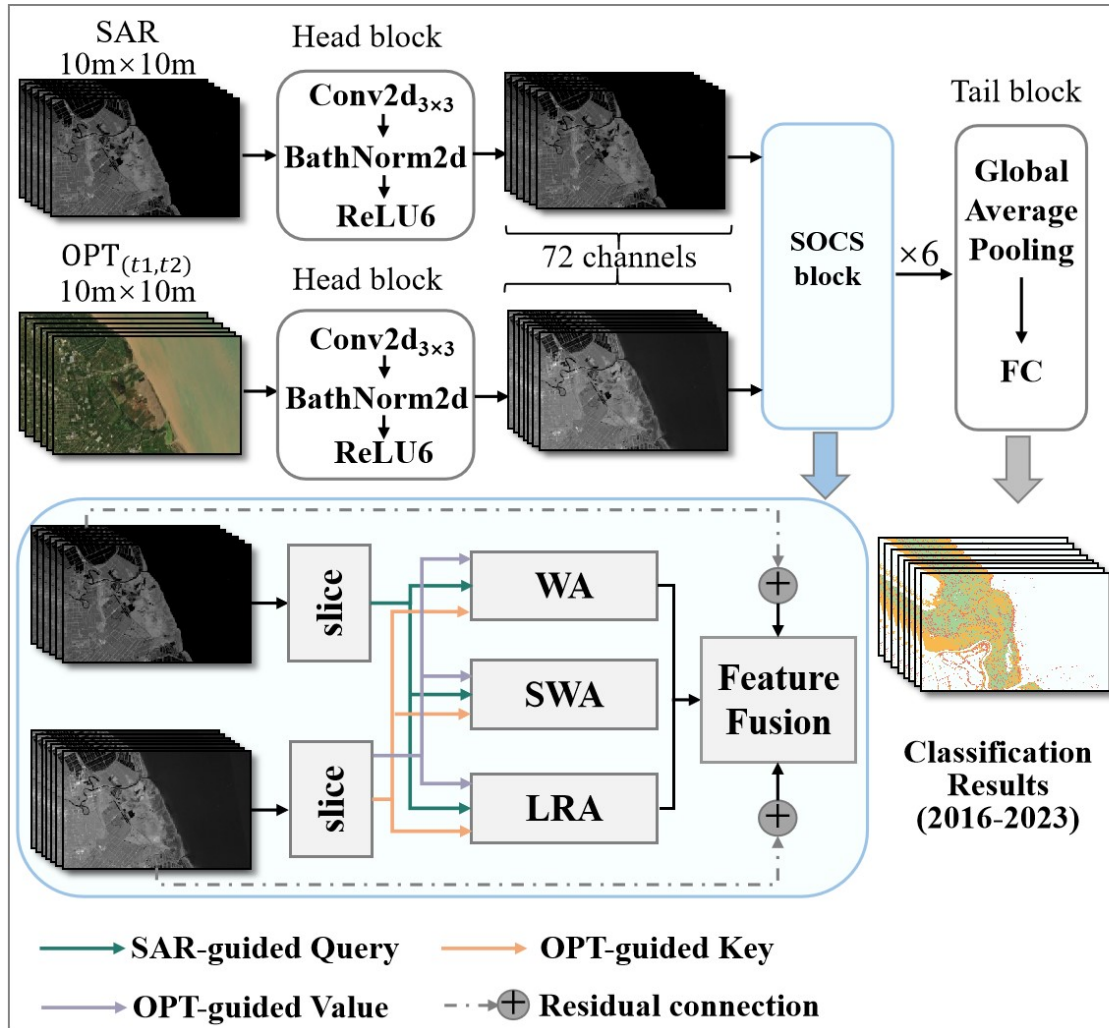 SAR
10m×10m
Head block
Conv2d3×3
BathNorm2d
ReLU6
OPT(t1,t2)
10m×10m
Head block
Conv2d3×3
BathNorm2d
ReLU6
72 channels
SOCS
block
×6
Tail block
Global
Average
Pooling
FC
slice
slice
WA
SWA
LRA
+
Feature
Fusion
+
Classification
Results
(2016-2023)
SAR-guided Query
OPT-guided Key
OPT-guided Value
+ Residual connection